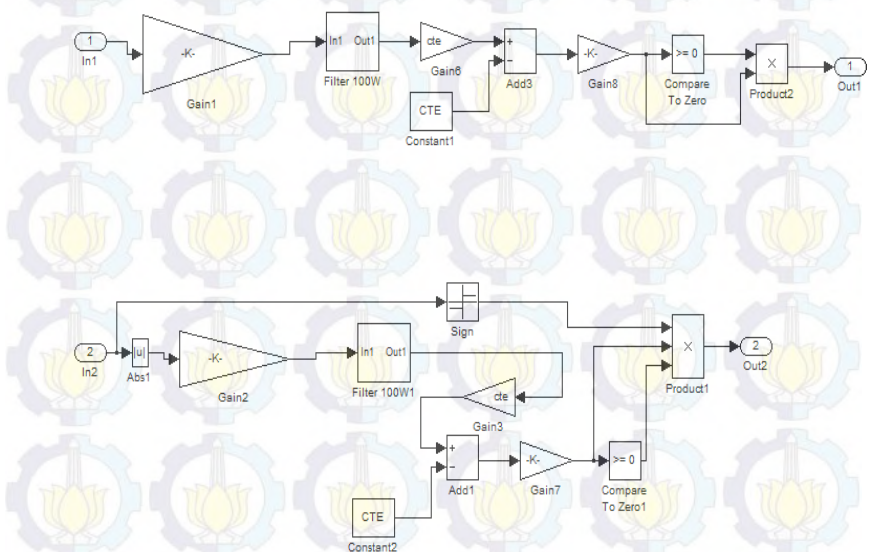 1
In1
-K-
Gain1
In1 Out1
Filter 100W
cte
Gain6
CTE
Constant1
+
−
Add3
-K-
Gain8
>= 0
Compare
To Zero
X
Product2
1
Out1
2
In2
|u|
Abs1
-K-
Gain2
In1 Out1
Filter 100W1
Sign
cte
Gain3
CTE
Constant2
+
−
Add1
-K-
Gain7
>= 0
Compare
To Zero1
X
Product1
2
Out2